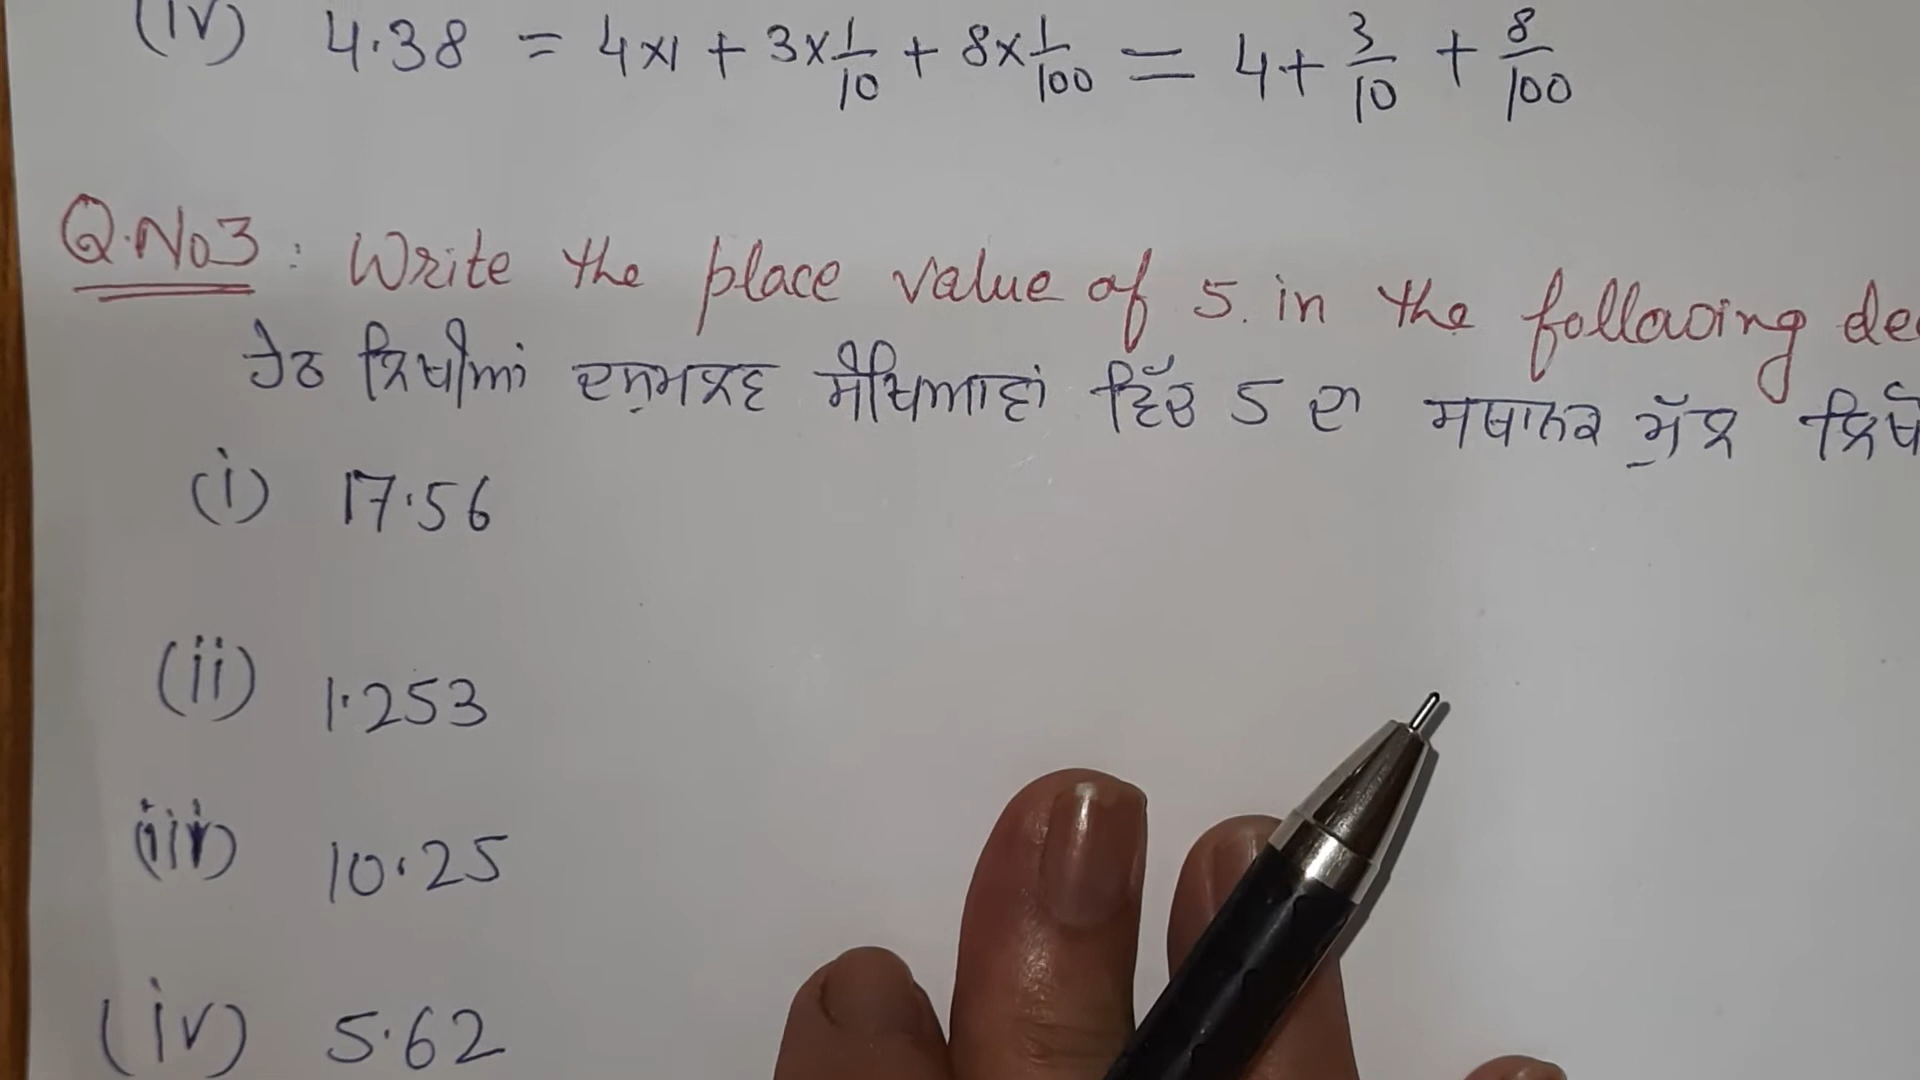 (iv) 4.38 = 4×1 + 3×1/10 + 8×1/100 = 4 + 3/10 + 8/100
Q.No3 : Write the place value of 5. in the following de
ਹੇਠ ਲਿਖੀਆਂ ਦਸ਼ਮਲਵ ਸੰਖਿਆਵਾਂ ਵਿੱਚ 5 ਦਾ ਸਥਾਨਕ ਮੁੱਲ ਲਿਖੋ
(i) 17.56
(ii) 1.253
(iii) 10.25
(iv) 5.62